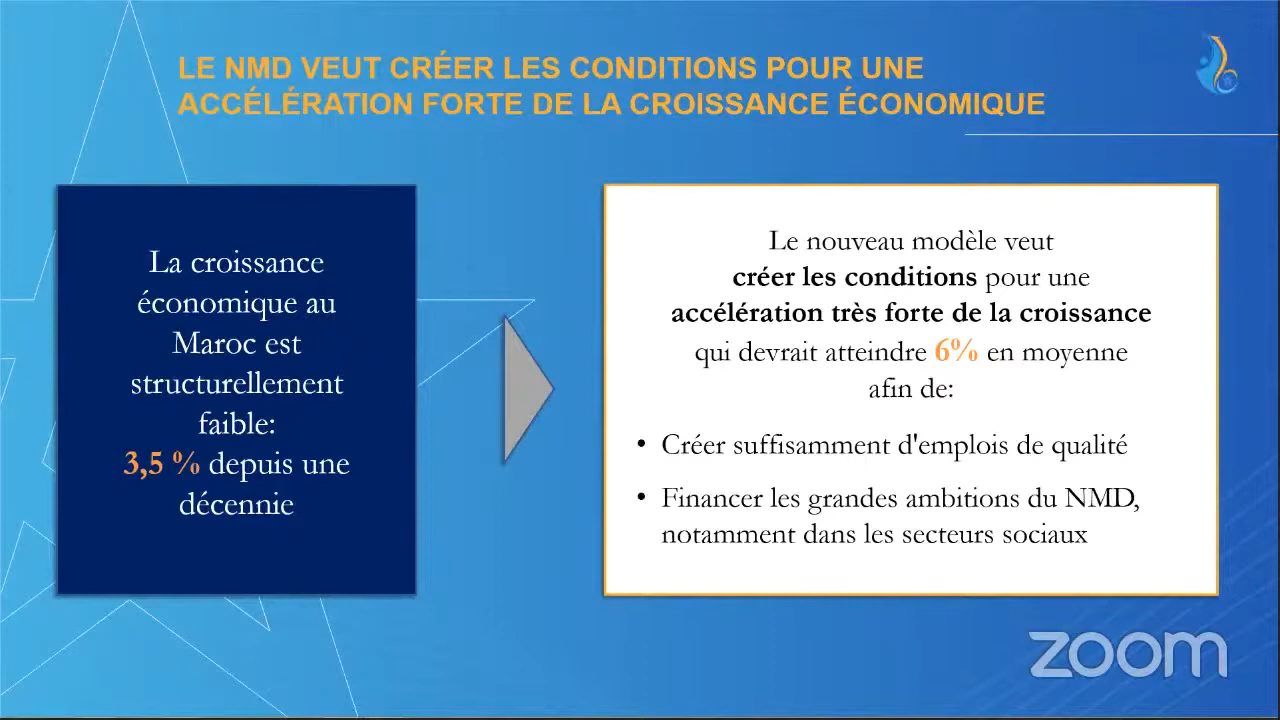 LE NMD VEUT CRÉER LES CONDITIONS POUR UNE
ACCÉLÉRATION FORTE DE LA CROISSANCE ÉCONOMIQUE
La croissance
économique au
Maroc est
structurellement
faible:
3,5 % depuis une
décennie
Le nouveau modèle veut
créer les conditions pour une
accélération très forte de la croissance
qui devrait atteindre 6% en moyenne
afin de:
• Créer suffisamment d'emplois de qualité
• Financer les grandes ambitions du NMD,
notamment dans les secteurs sociaux
zoom